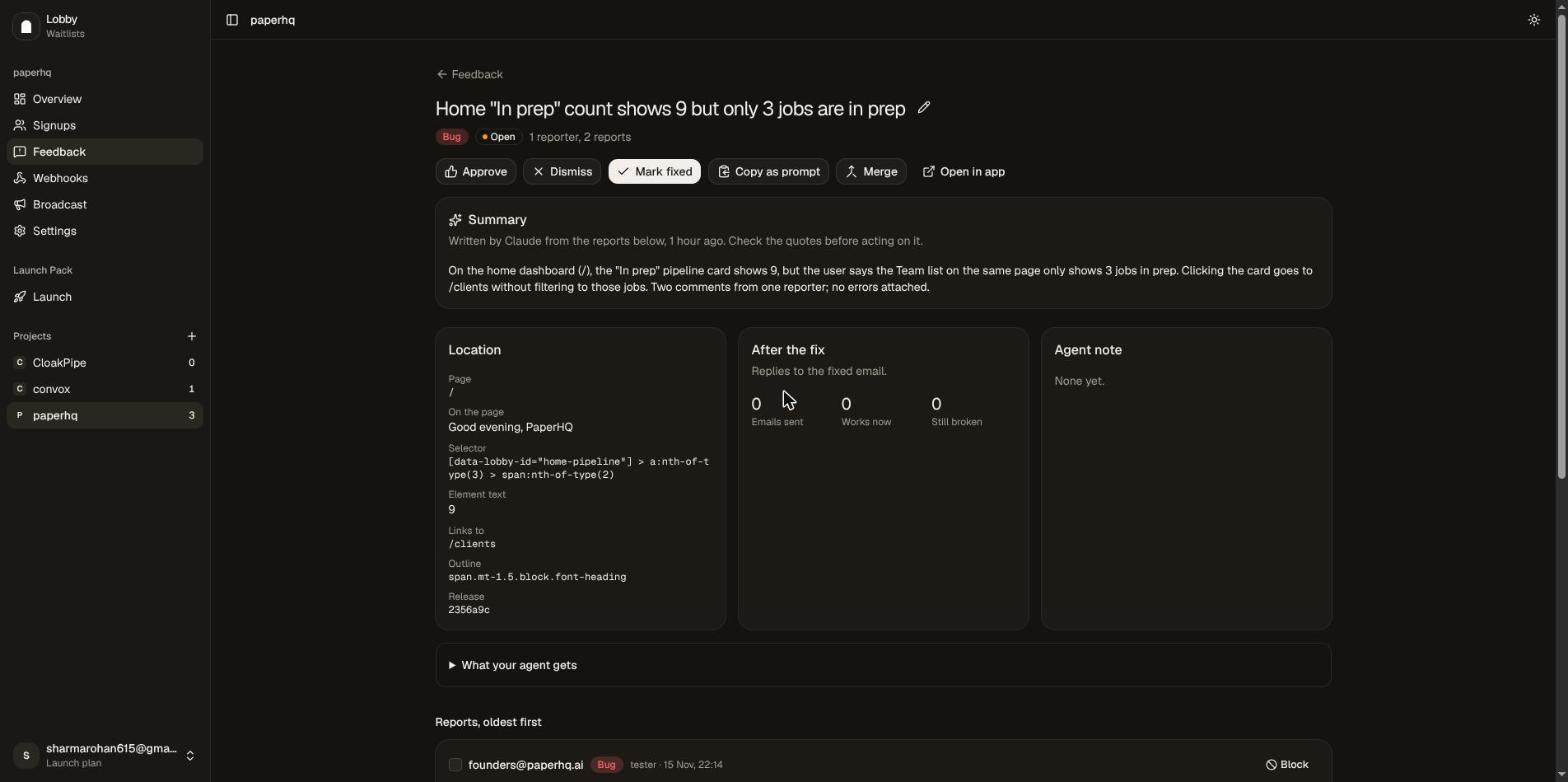 Lobby
Waitlists
paperhq
Overview
Signups
Feedback
Webhooks
Broadcast
Settings
Launch Pack
Launch
Projects
C CloakPipe 0
C convox 1
P paperhq 3
S sharmarohan615@gma...
Launch plan
paperhq
Feedback
Home "In prep" count shows 9 but only 3 jobs are in prep
Bug Open 1 reporter, 2 reports
Approve Dismiss Mark fixed Copy as prompt Merge Open in app
Summary
Written by Claude from the reports below, 1 hour ago. Check the quotes before acting on it.
On the home dashboard (/), the "In prep" pipeline card shows 9, but the user says the Team list on the same page only shows 3 jobs in prep. Clicking the card goes to
/clients without filtering to those jobs. Two comments from one reporter; no errors attached.
Location
Page
/
On the page
Good evening, PaperHQ
Selector
[data-lobby-id="home-pipeline"] > a:nth-of-t
ype(3) > span:nth-of-type(2)
Element text
9
Links to
/clients
Outline
span.mt-1.5.block.font-heading
Release
2356a9c
After the fix
Replies to the fixed email.
0 0 0
Emails sent Works now Still broken
Agent note
None yet.
What your agent gets
Reports, oldest first
founders@paperhq.ai Bug tester · 15 Nov, 22:14 Block